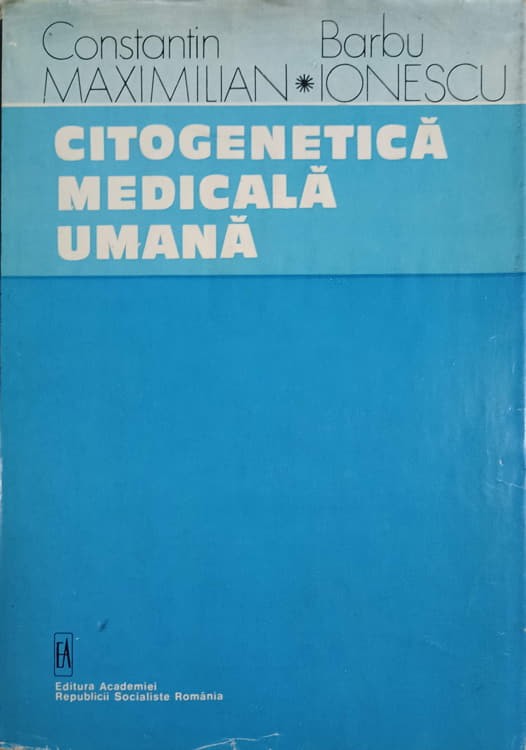 Constantin Barbu
MAXIMILIAN * IONESCU
CITOGENETICĂ
MEDICALĂ
UMANĂ
EA
Editura Academiei
Republicii Socialiste România